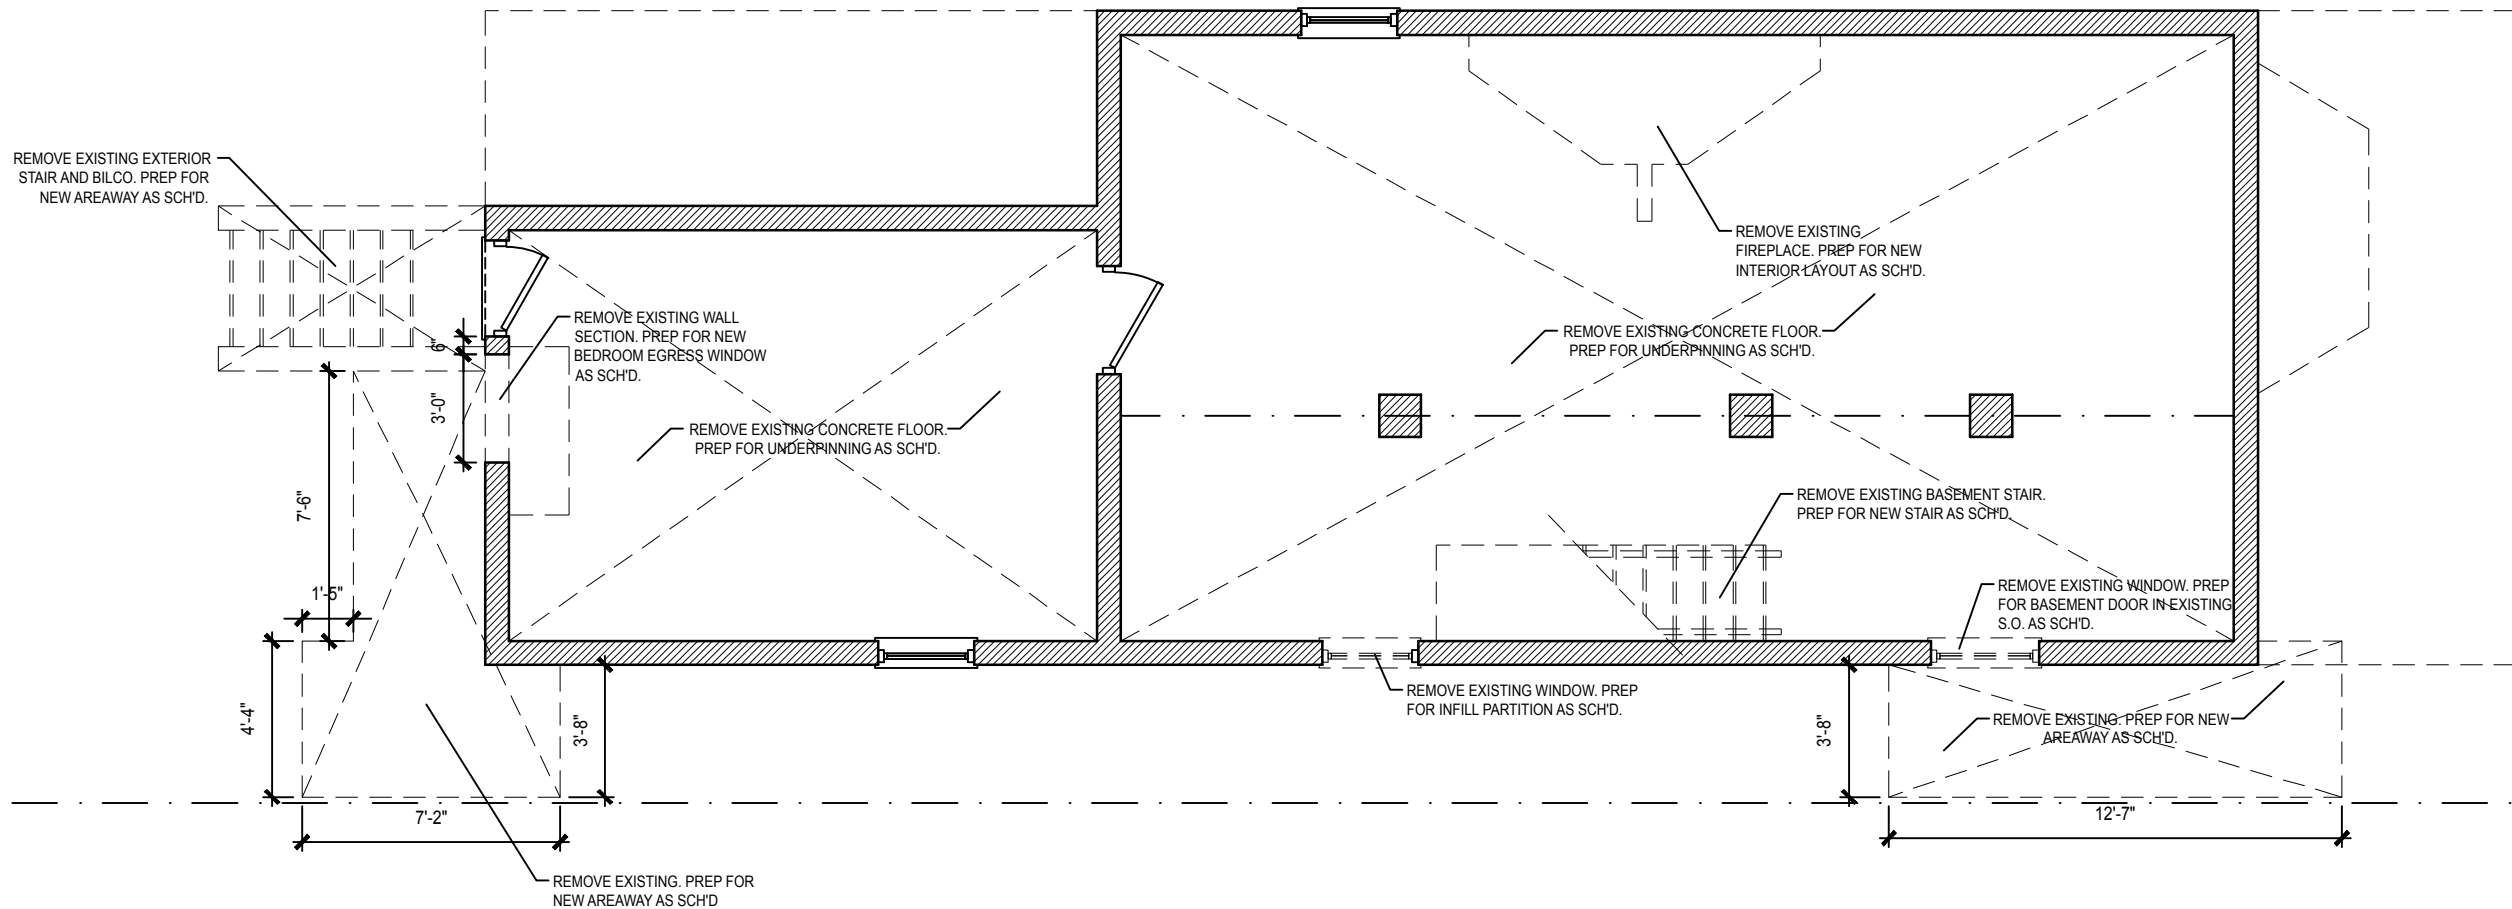 REMOVE EXISTING EXTERIOR
STAIR AND BILCO. PREP FOR
NEW AREAWAY AS SCH'D.
REMOVE EXISTING
FIREPLACE. PREP FOR NEW
INTERIOR LAYOUT AS SCH'D.
REMOVE EXISTING WALL
SECTION. PREP FOR NEW
BEDROOM EGRESS WINDOW
AS SCH'D.
REMOVE EXISTING CONCRETE FLOOR.
PREP FOR UNDERPINNING AS SCH'D.
6"
3'-0"
REMOVE EXISTING CONCRETE FLOOR.
PREP FOR UNDERPINNING AS SCH'D.
7'-6"
REMOVE EXISTING BASEMENT STAIR.
PREP FOR NEW STAIR AS SCH'D.
1'-5"
REMOVE EXISTING WINDOW. PREP
FOR BASEMENT DOOR IN EXISTING
S.O. AS SCH'D.
4'-4"
3'-8"
REMOVE EXISTING WINDOW. PREP
FOR INFILL PARTITION AS SCH'D.
3'-8"
REMOVE EXISTING. PREP FOR NEW
AREAWAY AS SCH'D.
7'-2"
12'-7"
REMOVE EXISTING. PREP FOR
NEW AREAWAY AS SCH'D